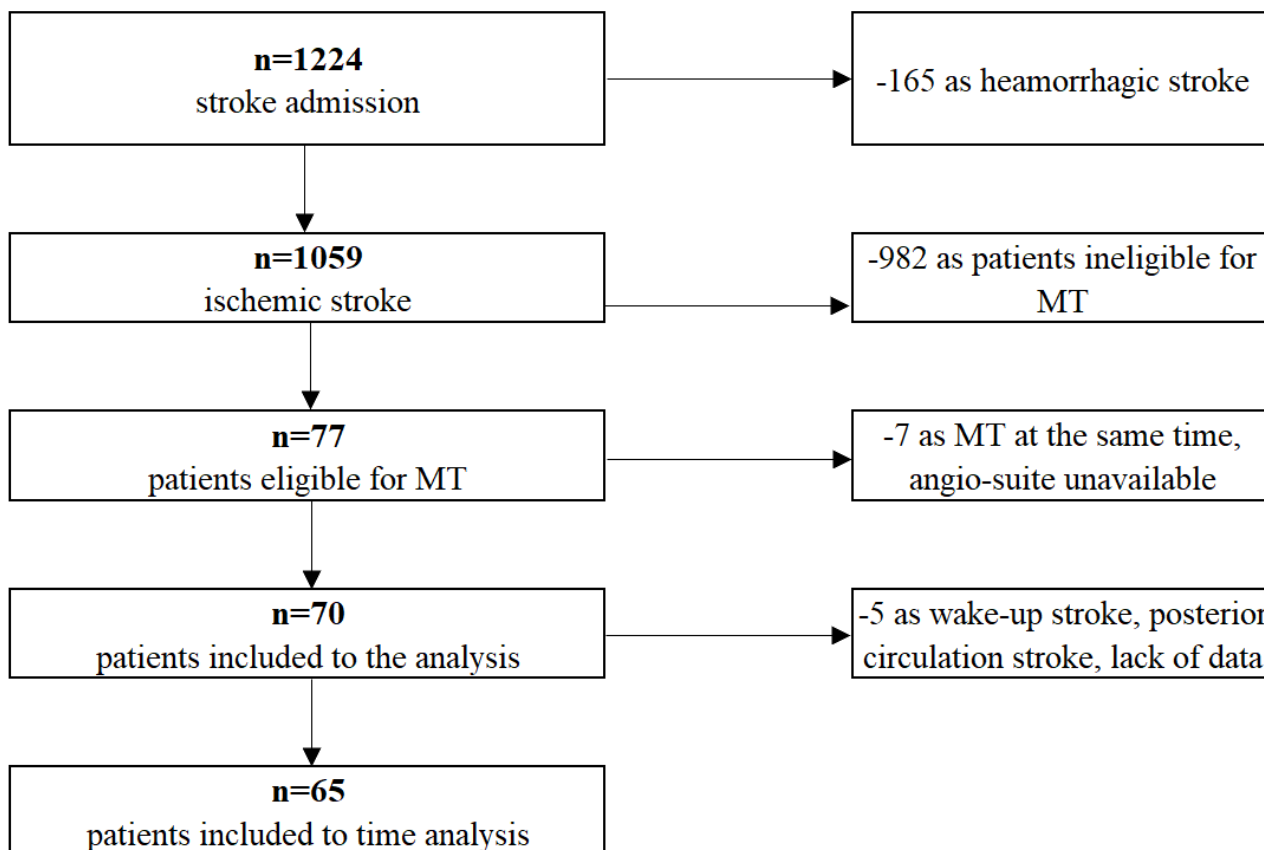 n=1224
stroke admission
-165 as heamorrhagic stroke
n=1059
ischemic stroke
-982 as patients ineligible for
MT
n=77
patients eligible for MT
-7 as MT at the same time,
angio-suite unavailable
n=70
patients included to the analysis
-5 as wake-up stroke, posterior
circulation stroke, lack of data
n=65
patients included to time analysis